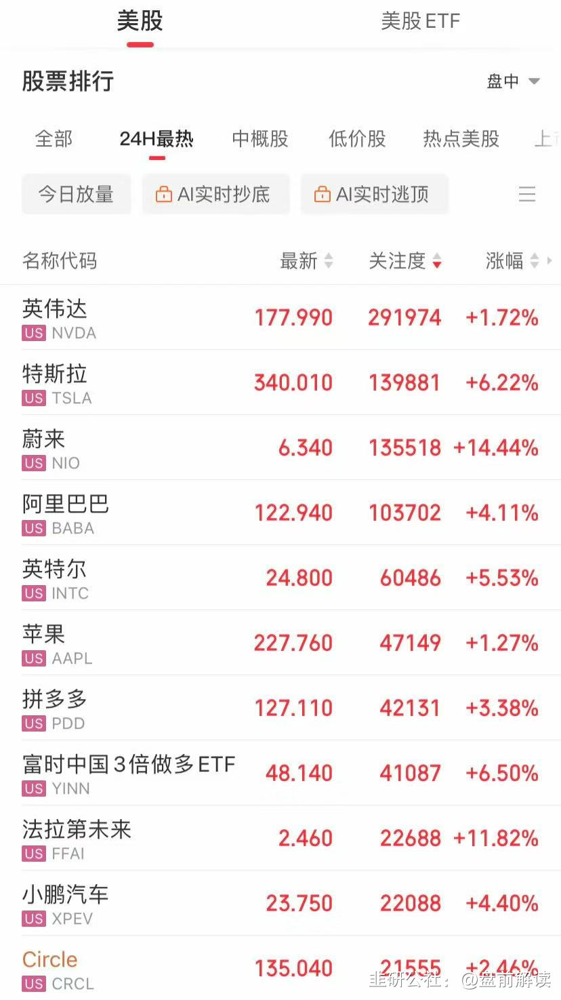 美股 美股ETF
股票排行 盘中
全部 24H最热 中概股 低价股 热点美股 上市
今日放量 AI实时抄底 AI实时逃顶
名称代码 最新 关注度 涨幅
英伟达 177.990 291974 +1.72%
US NVDA
特斯拉 340.010 139881 +6.22%
US TSLA
蔚来 6.340 135518 +14.44%
US NIO
阿里巴巴 122.940 103702 +4.11%
US BABA
英特尔 24.800 60486 +5.53%
US INTC
苹果 227.760 47149 +1.27%
US AAPL
拼多多 127.110 42131 +3.38%
US PDD
富时中国3倍做多ETF 48.140 41087 +6.50%
US YINN
法拉第未来 2.460 22688 +11.82%
US FFAI
小鹏汽车 23.750 22088 +4.40%
US XPEV
Circle 135.040 21555 +2.46%
US CRCL
韭研公社：@盘前解读